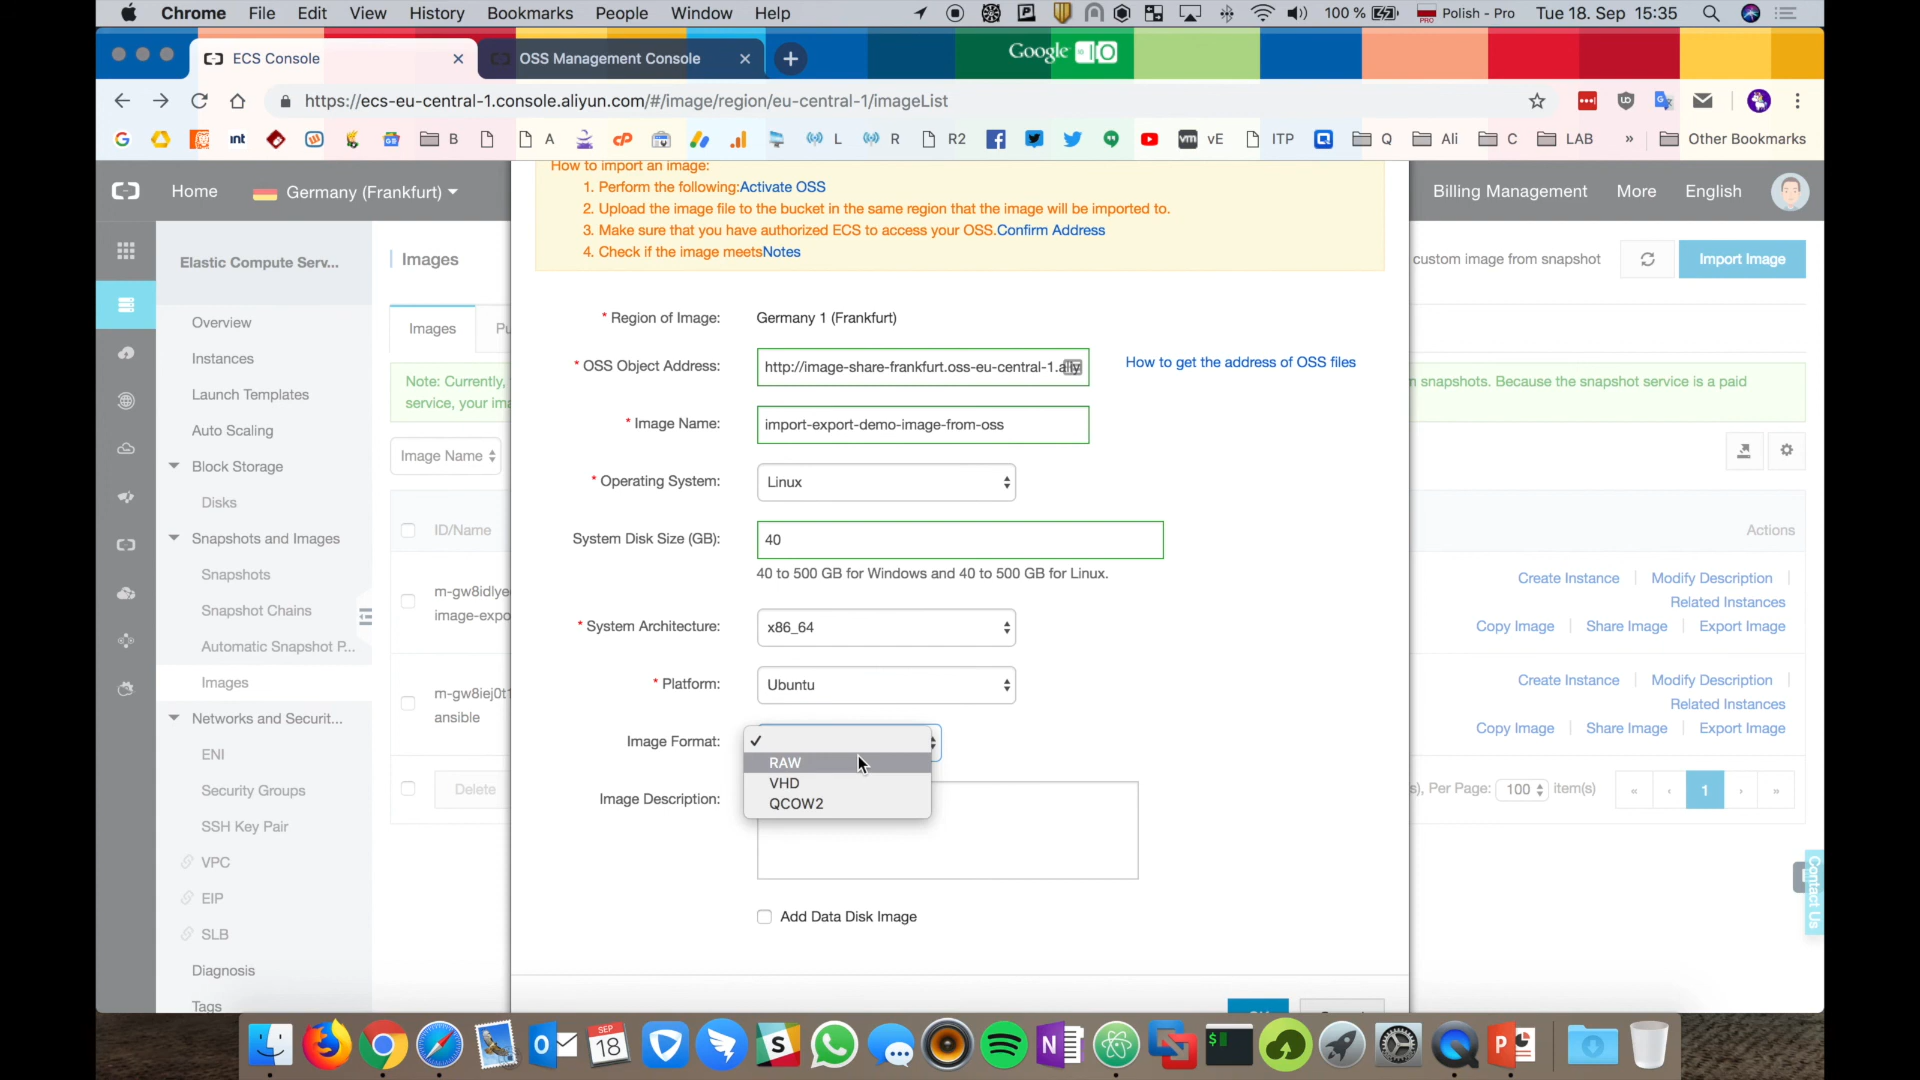 Chrome File Edit View History Bookmarks People Window Help 100 % Polish - Pro Tue 18. Sep 15:35
ECS Console
OSS Management Console
Google IO
https://ecs-eu-central-1.console.aliyun.com/#/image/region/eu-central-1/imageList
int B A L R R2 vE ITP Q Ali C LAB » Other Bookmarks
Home Germany (Frankfurt) Billing Management More English
How to import an image:
1. Perform the following:Activate OSS
2. Upload the image file to the bucket in the same region that the image will be imported to.
3. Make sure that you have authorized ECS to access your OSS.Confirm Address
4. Check if the image meetsNotes
Elastic Compute Serv...
Overview
Instances
Launch Templates
Auto Scaling
Block Storage
Disks
Snapshots and Images
Snapshots
Snapshot Chains
Automatic Snapshot P...
Images
Networks and Securit...
ENI
Security Groups
SSH Key Pair
VPC
EIP
SLB
Diagnosis
Tags
Images
custom image from snapshot
Import Image
Images
Note: Currently,
service, your
n snapshots. Because the snapshot service is a paid
Image Name
ID/Name
Actions
m-gw8idlye
image-expo
Create Instance Modify Description
Related Instances
Copy Image Share Image Export Image
m-gw8iej0t
ansible
Create Instance Modify Description
Related Instances
Copy Image Share Image Export Image
Delete
Per Page: 100 item(s) « ‹ 1 › »
* Region of Image: Germany 1 (Frankfurt)
* OSS Object Address: http://image-share-frankfurt.oss-eu-central-1.aliy How to get the address of OSS files
* Image Name: import-export-demo-image-from-oss
* Operating System: Linux
System Disk Size (GB): 40
40 to 500 GB for Windows and 40 to 500 GB for Linux.
* System Architecture: x86_64
* Platform: Ubuntu
Image Format:
RAW
VHD
QCOW2
Image Description:
Add Data Disk Image
Contact Us
SEP
18